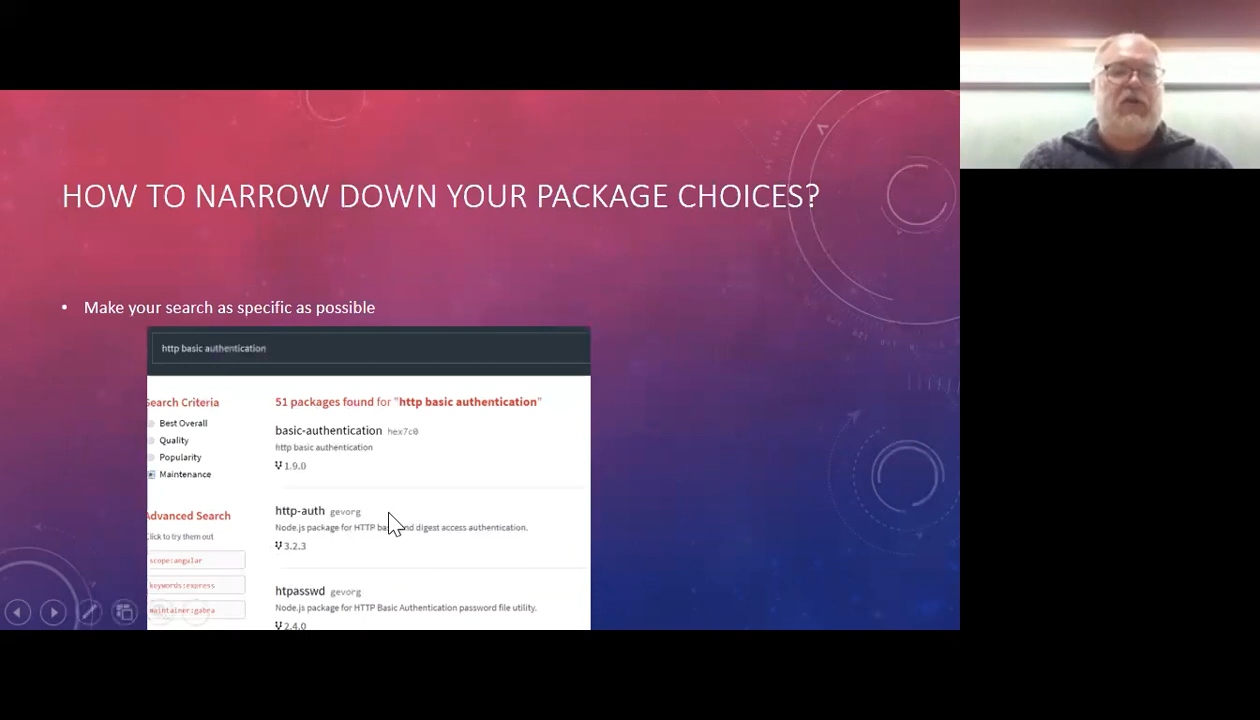 HOW TO NARROW DOWN YOUR PACKAGE CHOICES?
• Make your search as specific as possible
http basic authentication
Search Criteria
Best Overall
Quality
Popularity
Maintenance
Advanced Search
Click to try them out
scope:angular
keywords:express
maintainer:gabra
51 packages found for "http basic authentication"
basic-authentication hex7c0
http basic authentication
1.9.0
http-auth gevorg
Node.js package for HTTP and digest access authentication.
3.2.3
htpasswd gevorg
Node.js package for HTTP Basic Authentication password file utility.
2.4.0